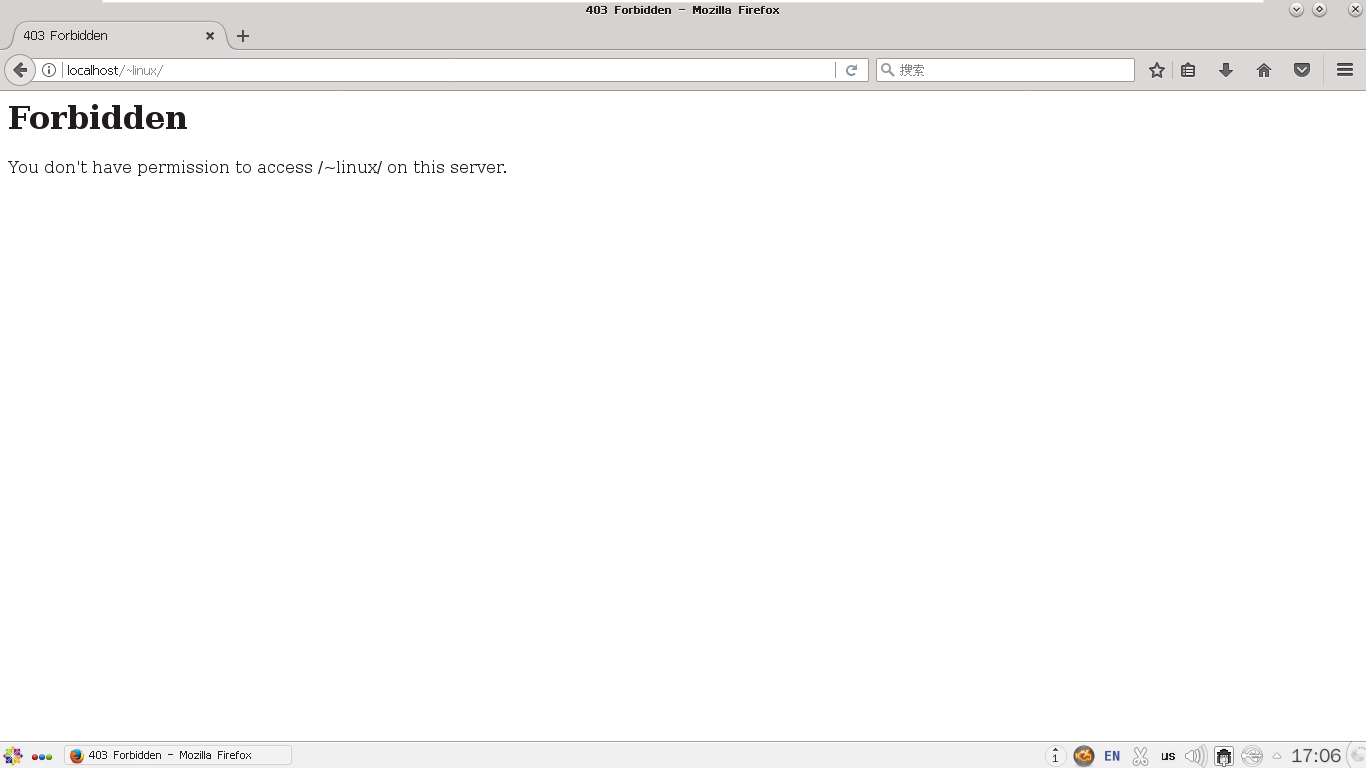 403 Forbidden - Mozilla Firefox
403 Forbidden
localhost/~linux/
搜索
Forbidden
You don't have permission to access /~linux/ on this server.
403 Forbidden - Mozilla Firefox
1
EN
us
17:06